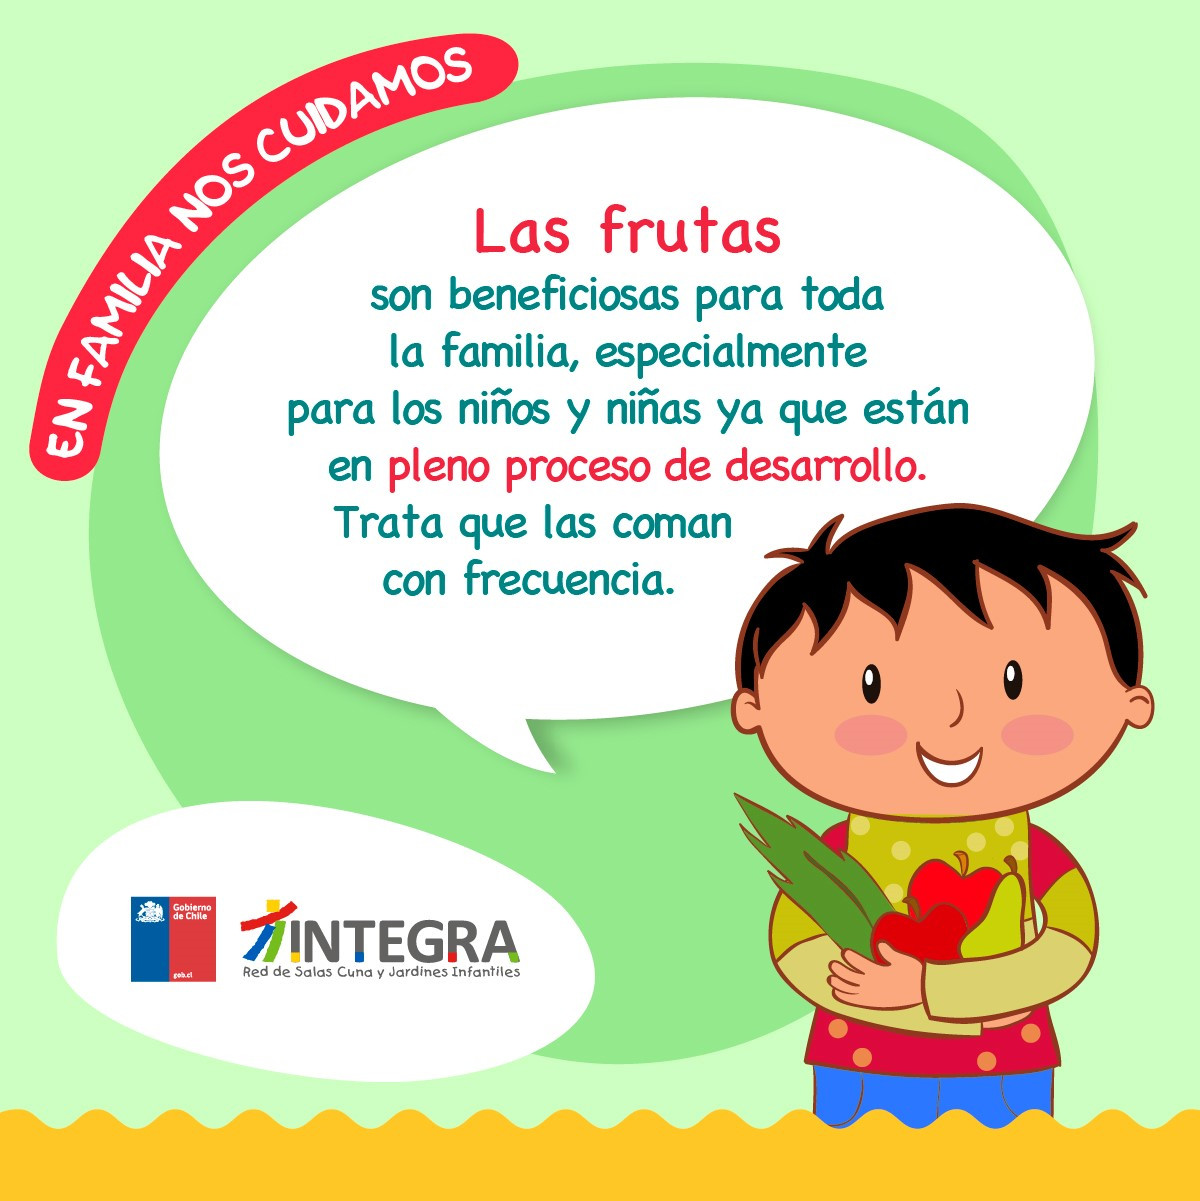 EN FAMILIA NOS CUIDAMOS
Las frutas
son beneficiosas para toda
la familia, especialmente
para los niños y niñas ya que están
en pleno proceso de desarrollo.
Trata que las coman
con frecuencia.
Gobierno
de Chile
gob.cl
INTEGRA
Red de Salas Cuna y Jardines Infantiles